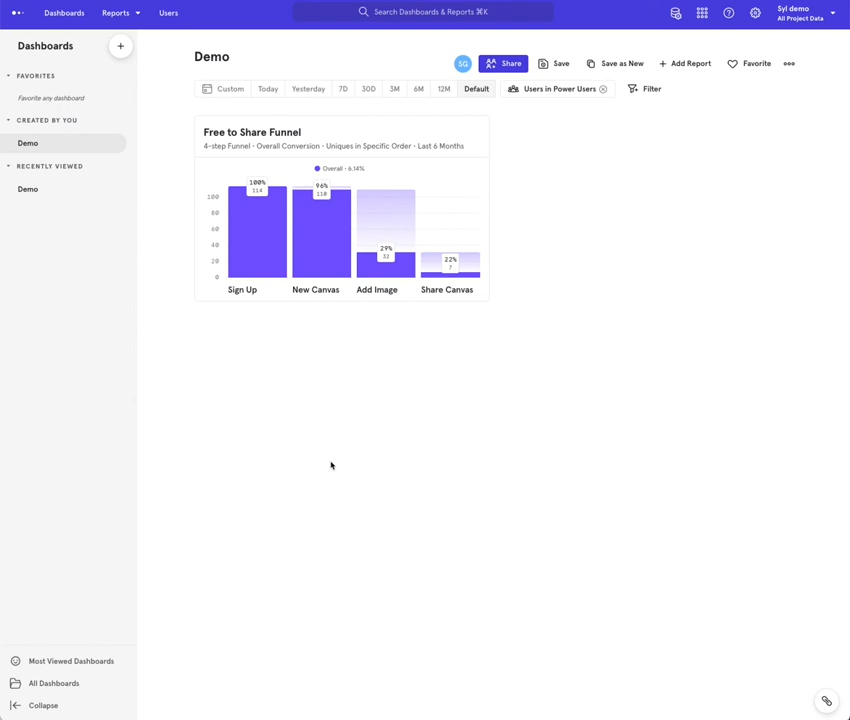 Dashboards
Reports
Users
Search Dashboards & Reports ⌘K
Syl demo
All Project Data
Dashboards
+
FAVORITES
Favorite any dashboard
CREATED BY YOU
Demo
RECENTLY VIEWED
Demo
Most Viewed Dashboards
All Dashboards
Collapse
Demo
SG
Share
Save
Save as New
+ Add Report
Favorite
Custom
Today
Yesterday
7D
30D
3M
6M
12M
Default
Users in Power Users
Filter
Free to Share Funnel
4-step Funnel · Overall Conversion · Uniques in Specific Order · Last 6 Months
Overall · 6.14%
100
80
60
40
20
0
100%
114
96%
110
29%
32
22%
7
Sign Up
New Canvas
Add Image
Share Canvas